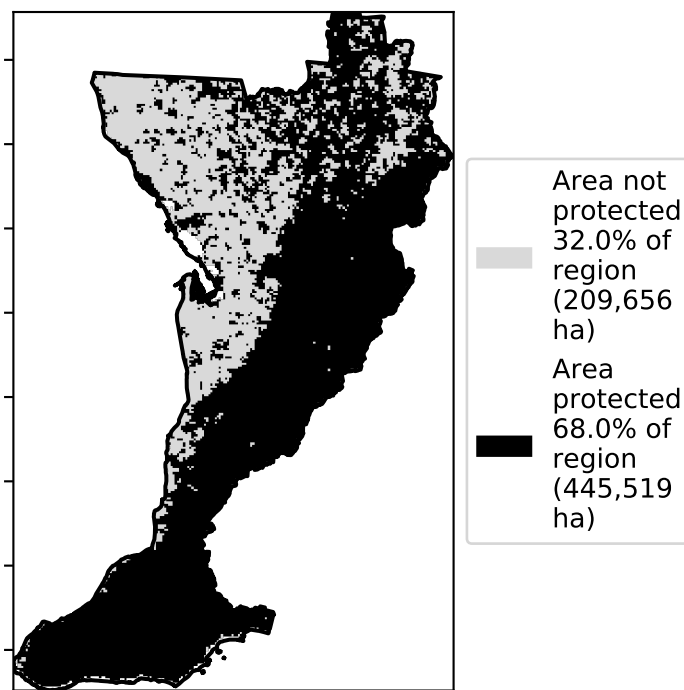 Area not
protected
32.0% of
region
(209,656
ha)
Area
protected
68.0% of
region
(445,519
ha)